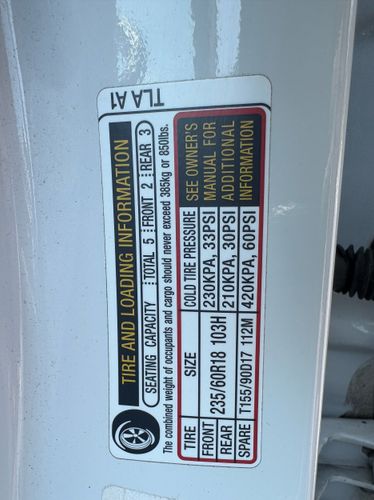 TLA A1
TIRE AND LOADING INFORMATION
SEATING CAPACITY TOTAL 5 FRONT 2 REAR 3
The combined weight of occupants and cargo should never exceed 385kg or 850lbs.
TIRE SIZE COLD TIRE PRESSURE
FRONT 235/60R18 103H 230KPA, 33PSI
REAR 210KPA, 30PSI
SPARE T155/90D17 112M 420KPA, 60PSI
SEE OWNER'S
MANUAL FOR
ADDITIONAL
INFORMATION